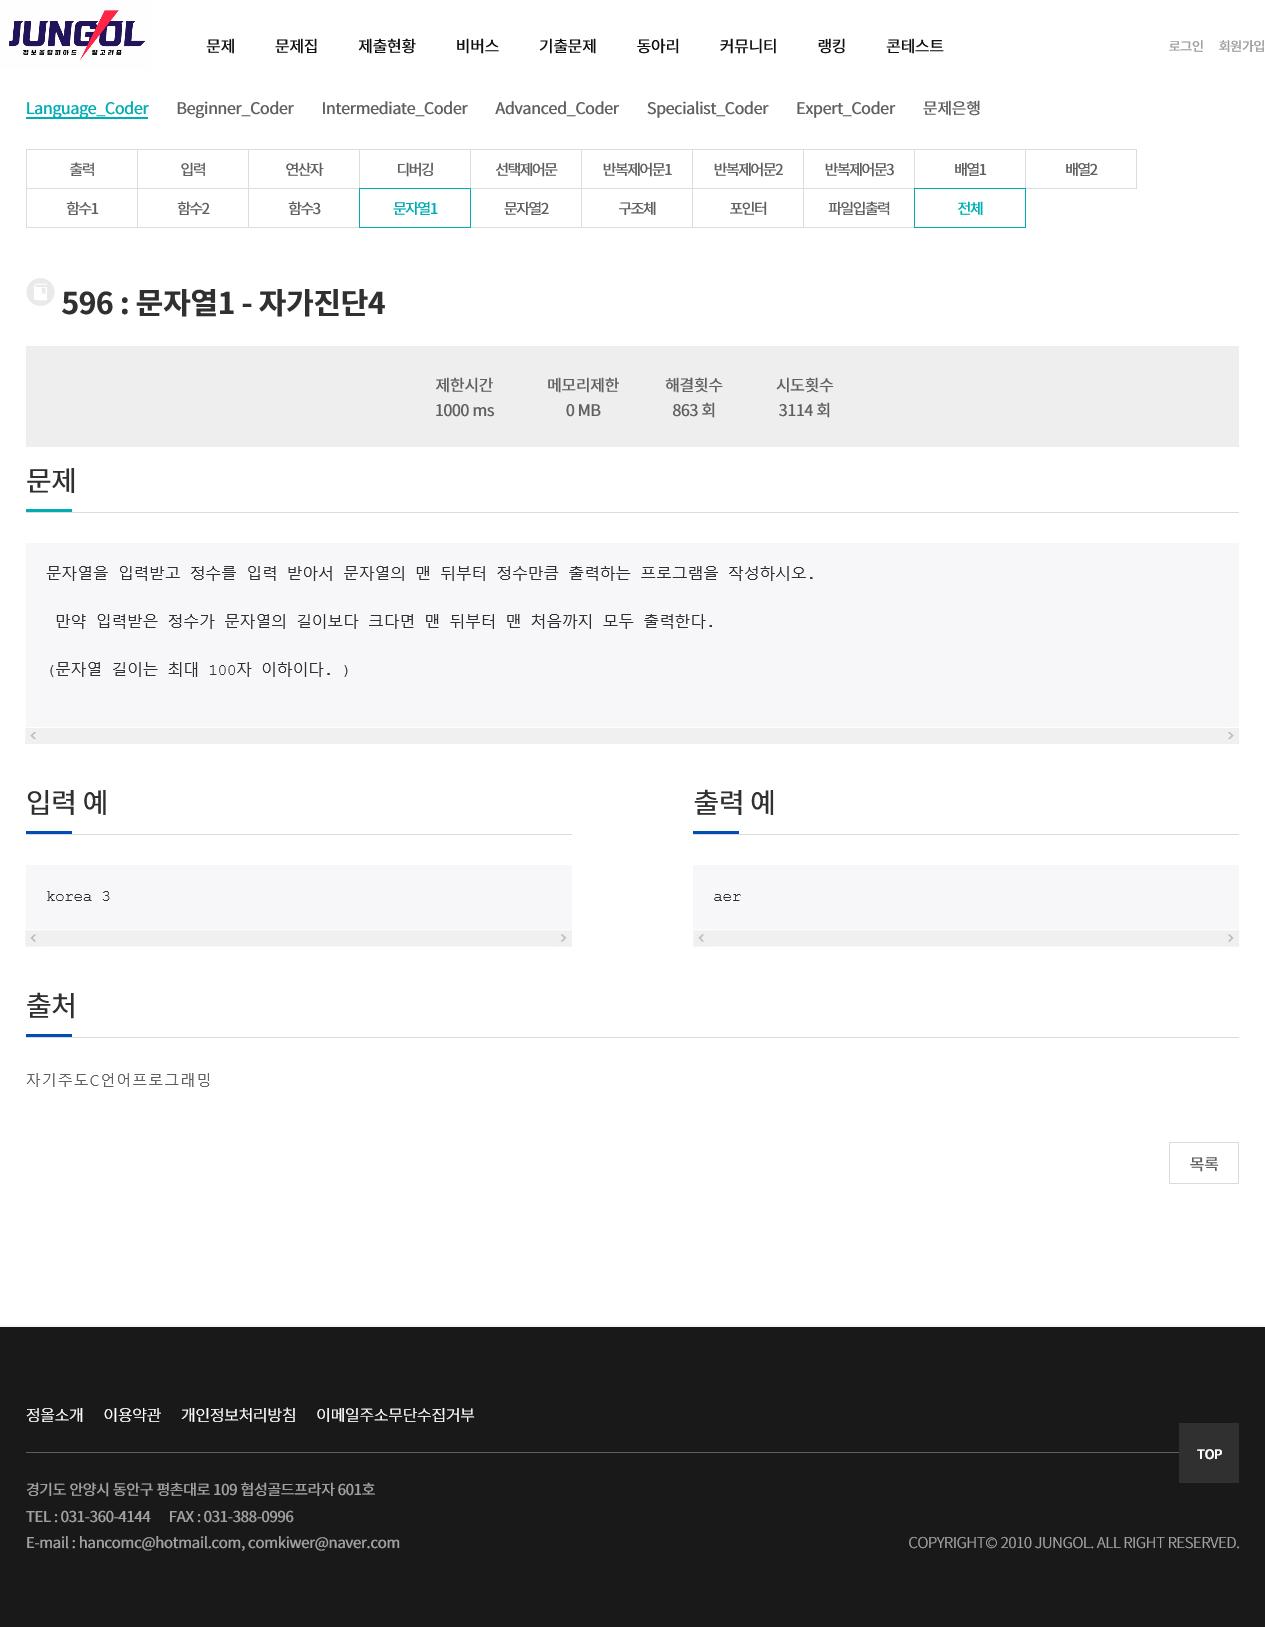 JUNGOL
정보올림피아드 알고리즘
문제 문제집 제출현황 비버스 기출문제 동아리 커뮤니티 랭킹 콘테스트
로그인 회원가입
Language_Coder Beginner_Coder Intermediate_Coder Advanced_Coder Specialist_Coder Expert_Coder 문제은행
출력 입력 연산자 디버깅 선택제어문 반복제어문1 반복제어문2 반복제어문3 배열1 배열2
함수1 함수2 함수3 문자열1 문자열2 구조체 포인터 파일입출력 전체
596 : 문자열1 - 자가진단4
제한시간 메모리제한 해결횟수 시도횟수
1000 ms 0 MB 863 회 3114 회
문제
문자열을 입력받고 정수를 입력 받아서 문자열의 맨 뒤부터 정수만큼 출력하는 프로그램을 작성하시오.
만약 입력받은 정수가 문자열의 길이보다 크다면 맨 뒤부터 맨 처음까지 모두 출력한다.
(문자열 길이는 최대 100자 이하이다. )
입력 예 출력 예
korea 3 aer
출처
자기주도C언어프로그래밍
목록
정올소개 이용약관 개인정보처리방침 이메일주소무단수집거부
TOP
경기도 안양시 동안구 평촌대로 109 협성골드프라자 601호
TEL : 031-360-4144 FAX : 031-388-0996
E-mail : hancomc@hotmail.com, comkiwer@naver.com
COPYRIGHT© 2010 JUNGOL. ALL RIGHT RESERVED.